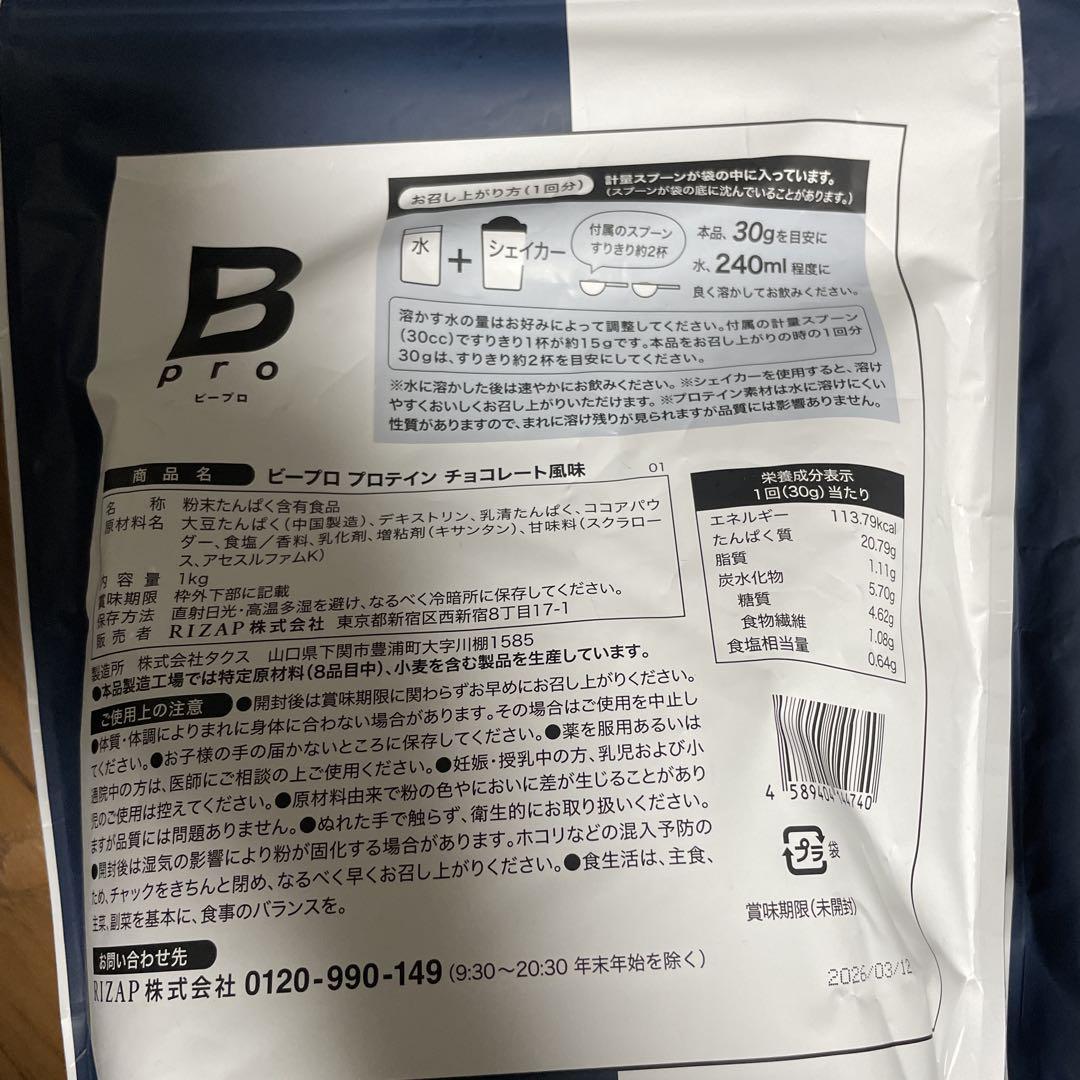 お召し上がり方(1回分)
計量スプーンが袋の中に入っています。
(スプーンが袋の底に沈んでいることがあります。)
水
+
シェイカー
付属のスプーン
すりきり約2杯
本品、30gを目安に
水、240ml程度に
良く溶かしてお飲みください。
溶かす水の量はお好みによって調整してください。付属の計量スプーン
(30cc)ですりきり1杯が約15gです。本品をお召し上がりの時の1回分
30gは、すりきり約2杯を目安にしてください。
※水に溶かした後は速やかにお飲みください。※シェイカーを使用すると、溶け
やすくおいしくお召し上がりいただけます。※プロテイン素材は水に溶けにくい
性質がありますので、まれに溶け残りが見られますが品質には影響ありません。
B
pro
ビープロ
商品名 ビープロ プロテイン チョコレート風味 01
名称 粉末たんぱく含有食品
原材料名 大豆たんぱく(中国製造)、デキストリン、乳清たんぱく、ココアパウ
ダー、食塩/香料、乳化剤、増粘剤(キサンタン)、甘味料(スクラロー
ス、アセスルファムK)
内容量 1kg
賞味期限 枠外下部に記載
保存方法 直射日光・高温多湿を避け、なるべく冷暗所に保存してください。
販売者 RIZAP株式会社 東京都新宿区西新宿8丁目17-1
製造所 株式会社タクス 山口県下関市豊浦町大字川棚1585
●本品製造工場では特定原材料(8品目中)、小麦を含む製品を生産しています。
ご使用上の注意 ●開封後は賞味期限に関わらずお早めにお召し上がりください。
●体質・体調によりまれに身体に合わない場合があります。その場合はご使用を中止し
てください。●お子様の手の届かないところに保存してください。●薬を服用あるいは
通院中の方は、医師にご相談の上ご使用ください。●妊娠・授乳中の方、乳児および小
児のご使用は控えてください。●原材料由来で粉の色やにおいに差が生じることがあり
ますが品質には問題ありません。●ぬれた手で触らず、衛生的にお取り扱いください。
●開封後は湿気の影響により粉が固化する場合があります。ホコリなどの混入予防の
ため、チャックをきちんと閉め、なるべく早くお召し上がりください。●食生活は、主食、
主菜、副菜を基本に、食事のバランスを。
お問い合わせ先
RIZAP株式会社 0120-990-149(9:30〜20:30 年末年始を除く)
栄養成分表示
1回(30g)当たり
エネルギー 113.79kcal
たんぱく質 20.79g
脂質 1.11g
炭水化物 5.70g
糖質 4.62g
食物繊維 1.08g
食塩相当量 0.64g
4 589404 144740
プラ 袋
賞味期限(未開封)
2026/03/12